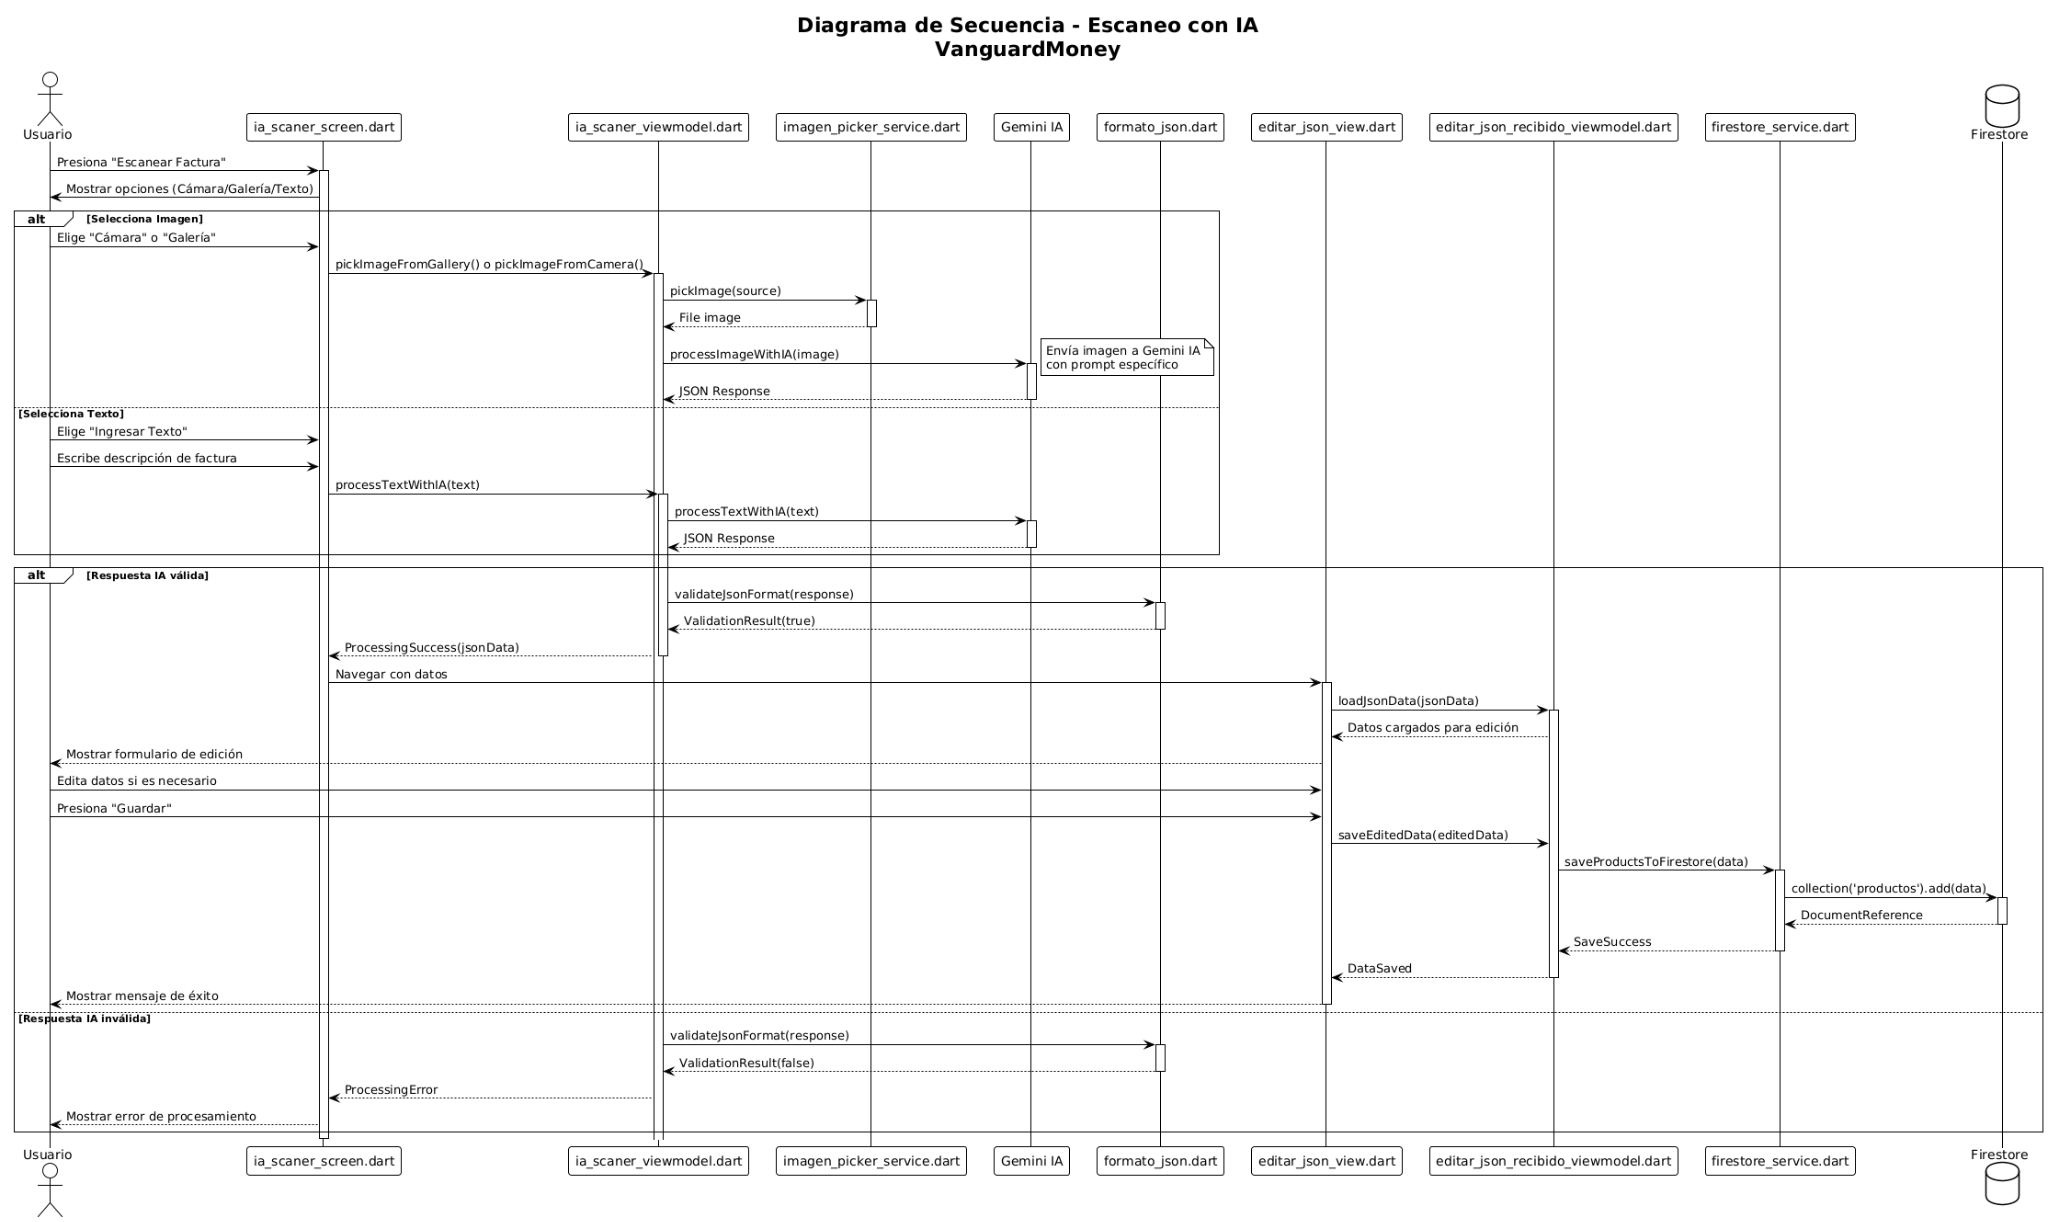 Diagrama de Secuencia - Escaneo con IA
VanguardMoney
Usuario
ia_scaner_screen.dart
ia_scaner_viewmodel.dart
imagen_picker_service.dart
Gemini IA
formato_json.dart
editar_json_view.dart
editar_json_recibido_viewmodel.dart
firestore_service.dart
Firestore
Presiona "Escanear Factura"
Mostrar opciones (Cámara/Galería/Texto)
alt [Selecciona Imagen]
Elige "Cámara" o "Galería"
pickImageFromGallery() o pickImageFromCamera()
pickImage(source)
File image
processImageWithIA(image)
Envía imagen a Gemini IA
con prompt específico
JSON Response
[Selecciona Texto]
Elige "Ingresar Texto"
Escribe descripción de factura
processTextWithIA(text)
processTextWithIA(text)
JSON Response
alt [Respuesta IA válida]
validateJsonFormat(response)
ValidationResult(true)
ProcessingSuccess(jsonData)
Navegar con datos
loadJsonData(jsonData)
Datos cargados para edición
Mostrar formulario de edición
Edita datos si es necesario
Presiona "Guardar"
saveEditedData(editedData)
saveProductsToFirestore(data)
collection('productos').add(data)
DocumentReference
SaveSuccess
DataSaved
Mostrar mensaje de éxito
[Respuesta IA inválida]
validateJsonFormat(response)
ValidationResult(false)
ProcessingError
Mostrar error de procesamiento
Usuario
ia_scaner_screen.dart
ia_scaner_viewmodel.dart
imagen_picker_service.dart
Gemini IA
formato_json.dart
editar_json_view.dart
editar_json_recibido_viewmodel.dart
firestore_service.dart
Firestore